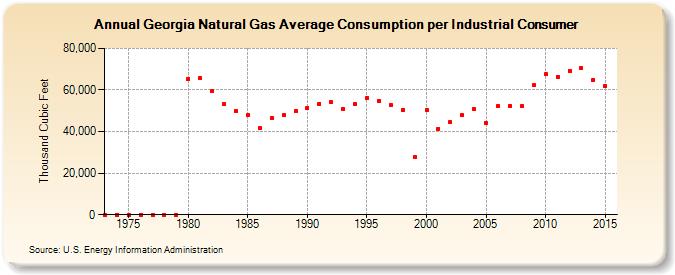 Annual Georgia Natural Gas Average Consumption per Industrial Consumer
Thousand Cubic Feet
80,000
60,000
40,000
20,000
0
1975 1980 1985 1990 1995 2000 2005 2010 2015
Source: U.S. Energy Information Administration